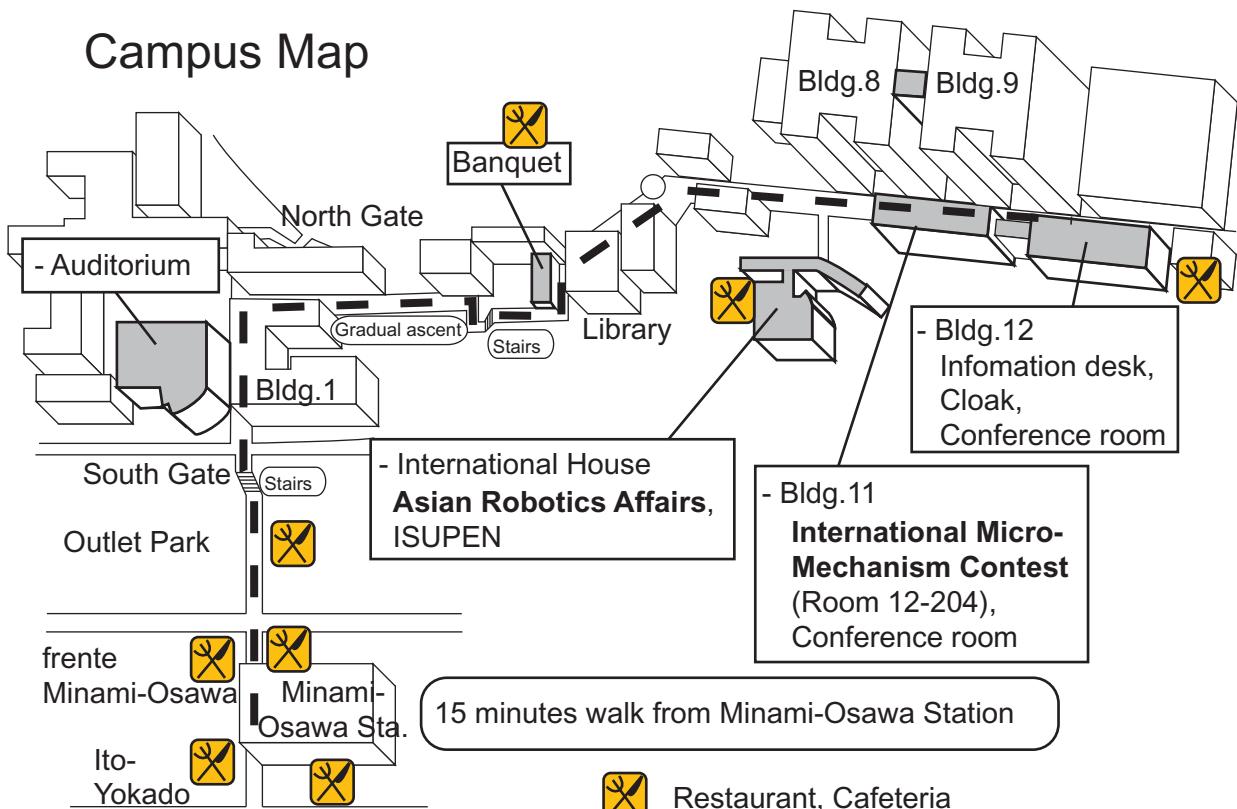 Campus Map
Bldg.8
Bldg.9
Banquet
North Gate
- Auditorium
Gradual ascent
Stairs
Library
Bldg.1
- Bldg.12
Infomation desk,
Cloak,
Conference room
South Gate
Stairs
- International House
Asian Robotics Affairs,
ISUPEN
- Bldg.11
International Micro-
Mechanism Contest
(Room 12-204),
Conference room
Outlet Park
frente
Minami-Osawa
Minami-
Osawa Sta.
15 minutes walk from Minami-Osawa Station
Ito-
Yokado
Restaurant, Cafeteria